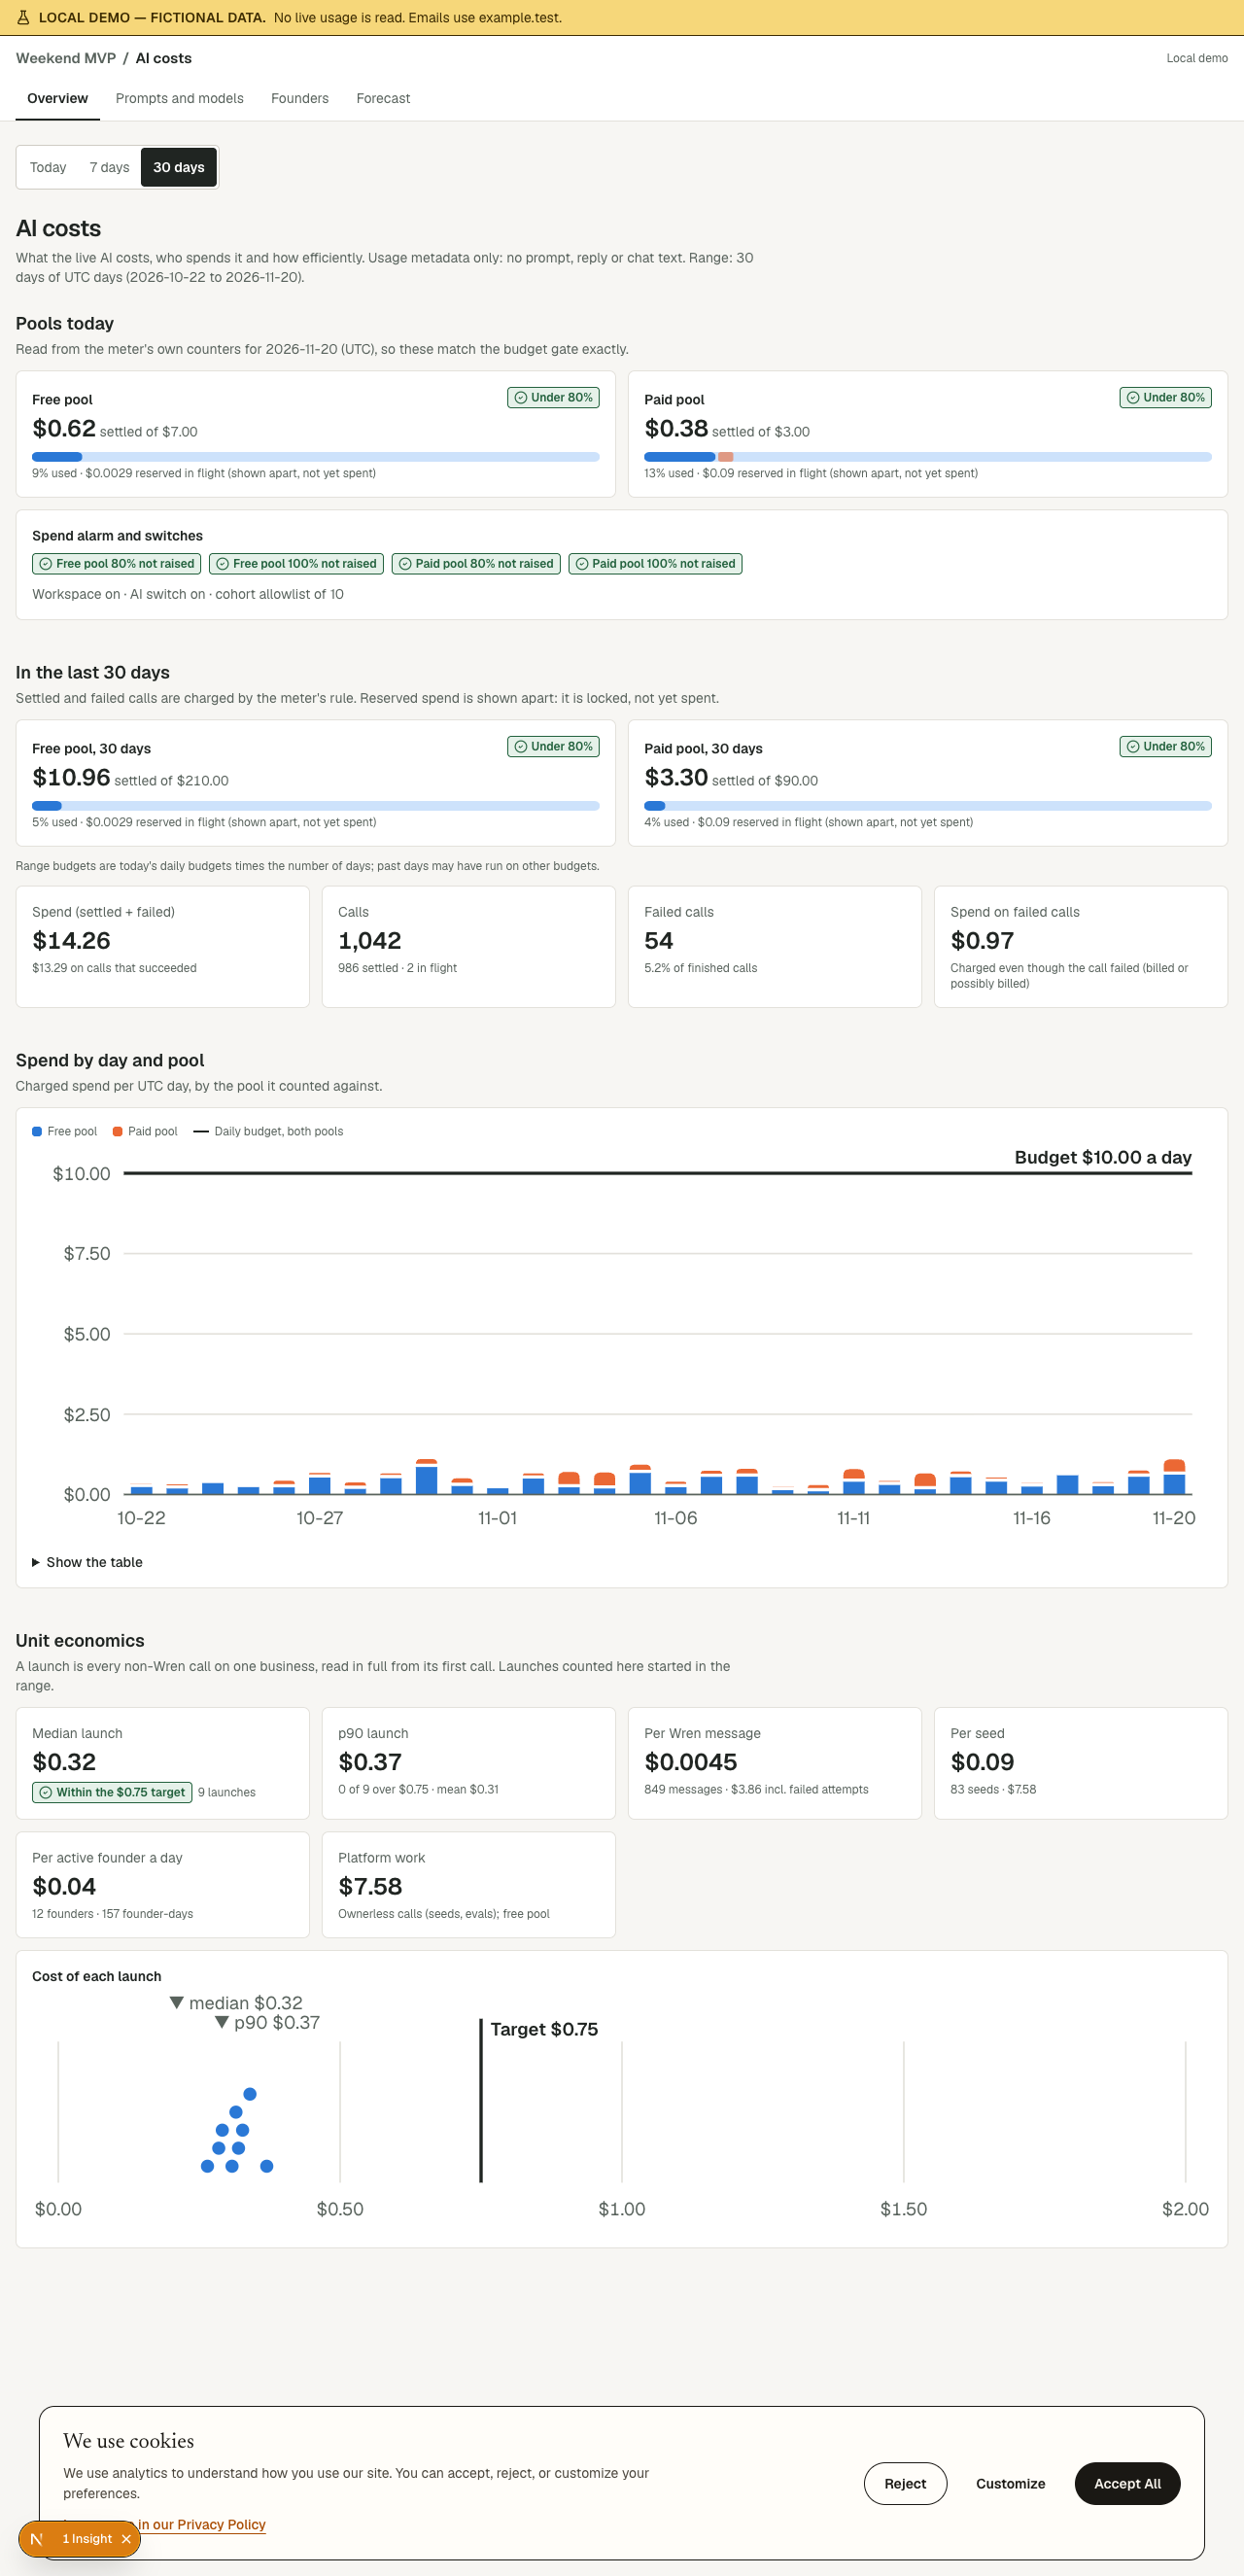 LOCAL DEMO — FICTIONAL DATA. No live usage is read. Emails use example.test.
Weekend MVP / AI costs
Local demo
Overview Prompts and models Founders Forecast
Today 7 days 30 days
AI costs
What the live AI costs, who spends it and how efficiently. Usage metadata only: no prompt, reply or chat text. Range: 30
days of UTC days (2026-10-22 to 2026-11-20).
Pools today
Read from the meter's own counters for 2026-11-20 (UTC), so these match the budget gate exactly.
Free pool
Under 80%
$0.62 settled of $7.00
9% used · $0.0029 reserved in flight (shown apart, not yet spent)
Paid pool
Under 80%
$0.38 settled of $3.00
13% used · $0.09 reserved in flight (shown apart, not yet spent)
Spend alarm and switches
Free pool 80% not raised
Free pool 100% not raised
Paid pool 80% not raised
Paid pool 100% not raised
Workspace on · AI switch on · cohort allowlist of 10
In the last 30 days
Settled and failed calls are charged by the meter's rule. Reserved spend is shown apart: it is locked, not yet spent.
Free pool, 30 days
Under 80%
$10.96 settled of $210.00
5% used · $0.0029 reserved in flight (shown apart, not yet spent)
Paid pool, 30 days
Under 80%
$3.30 settled of $90.00
4% used · $0.09 reserved in flight (shown apart, not yet spent)
Range budgets are today's daily budgets times the number of days; past days may have run on other budgets.
Spend (settled + failed)
$14.26
$13.29 on calls that succeeded
Calls
1,042
986 settled · 2 in flight
Failed calls
54
5.2% of finished calls
Spend on failed calls
$0.97
Charged even though the call failed (billed or
possibly billed)
Spend by day and pool
Charged spend per UTC day, by the pool it counted against.
Free pool Paid pool Daily budget, both pools
Budget $10.00 a day
$10.00
$7.50
$5.00
$2.50
$0.00
10-22 10-27 11-01 11-06 11-11 11-16 11-20
Show the table
Unit economics
A launch is every non-Wren call on one business, read in full from its first call. Launches counted here started in the
range.
Median launch
$0.32
Within the $0.75 target 9 launches
p90 launch
$0.37
0 of 9 over $0.75 · mean $0.31
Per Wren message
$0.0045
849 messages · $3.86 incl. failed attempts
Per seed
$0.09
83 seeds · $7.58
Per active founder a day
$0.04
12 founders · 157 founder-days
Platform work
$7.58
Ownerless calls (seeds, evals); free pool
Cost of each launch
median $0.32
p90 $0.37
Target $0.75
$0.00 $0.50 $1.00 $1.50 $2.00
We use cookies
We use analytics to understand how you use our site. You can accept, reject, or customize your
preferences.
in our Privacy Policy
Reject
Customize
Accept All
N 1 Insight